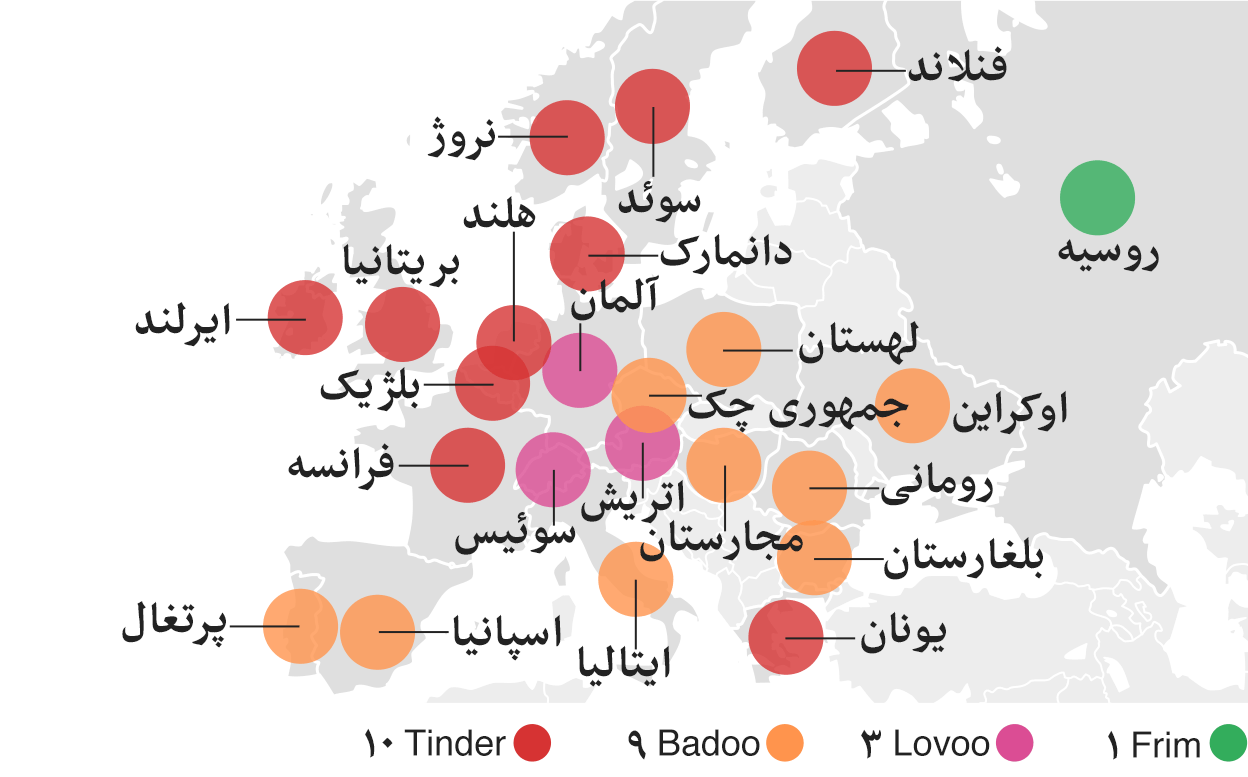 فنلاند
نروژ
سوئد
هلند
روسیه
دانمارک
بریتانیا
آلمان
ایرلند
لهستان
بلژیک
جمهوری چک
اوکراین
فرانسه
رومانی
اتریش
سوئیس
مجارستان
بلغارستان
پرتغال
اسپانیا
یونان
ایتالیا
۱۰ Tinder ۹ Badoo ۳ Lovoo ۱ Frim